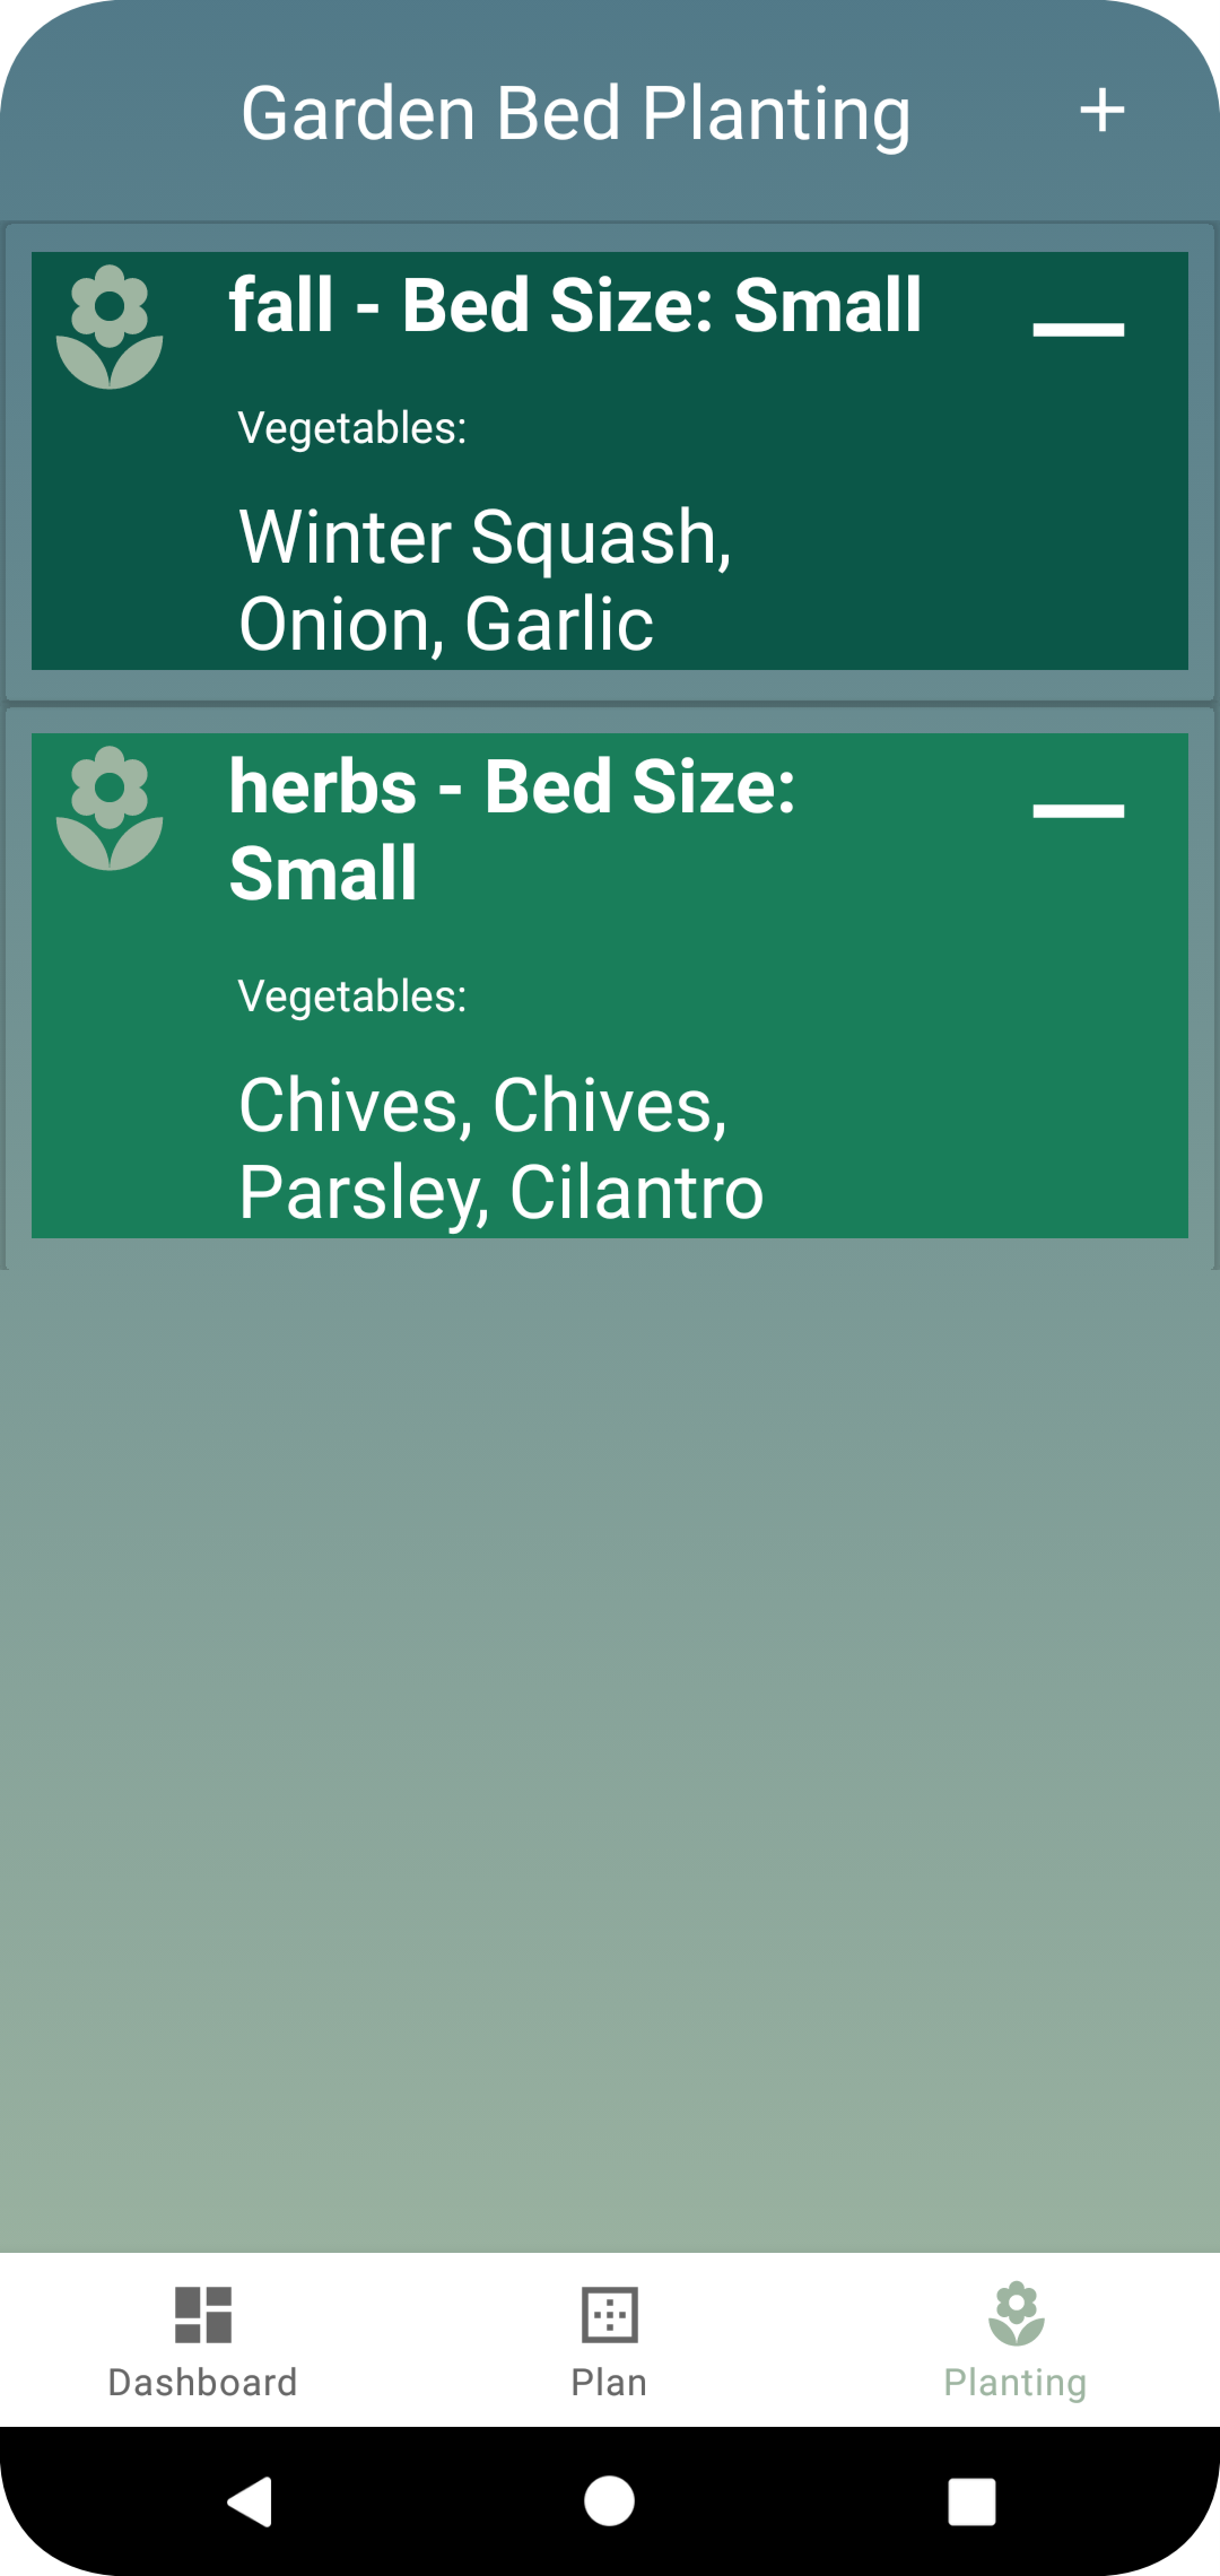 Garden Bed Planting
fall - Bed Size: Small
Vegetables:
Winter Squash,
Onion, Garlic
herbs - Bed Size:
Small
Vegetables:
Chives, Chives,
Parsley, Cilantro
Dashboard
Plan
Planting